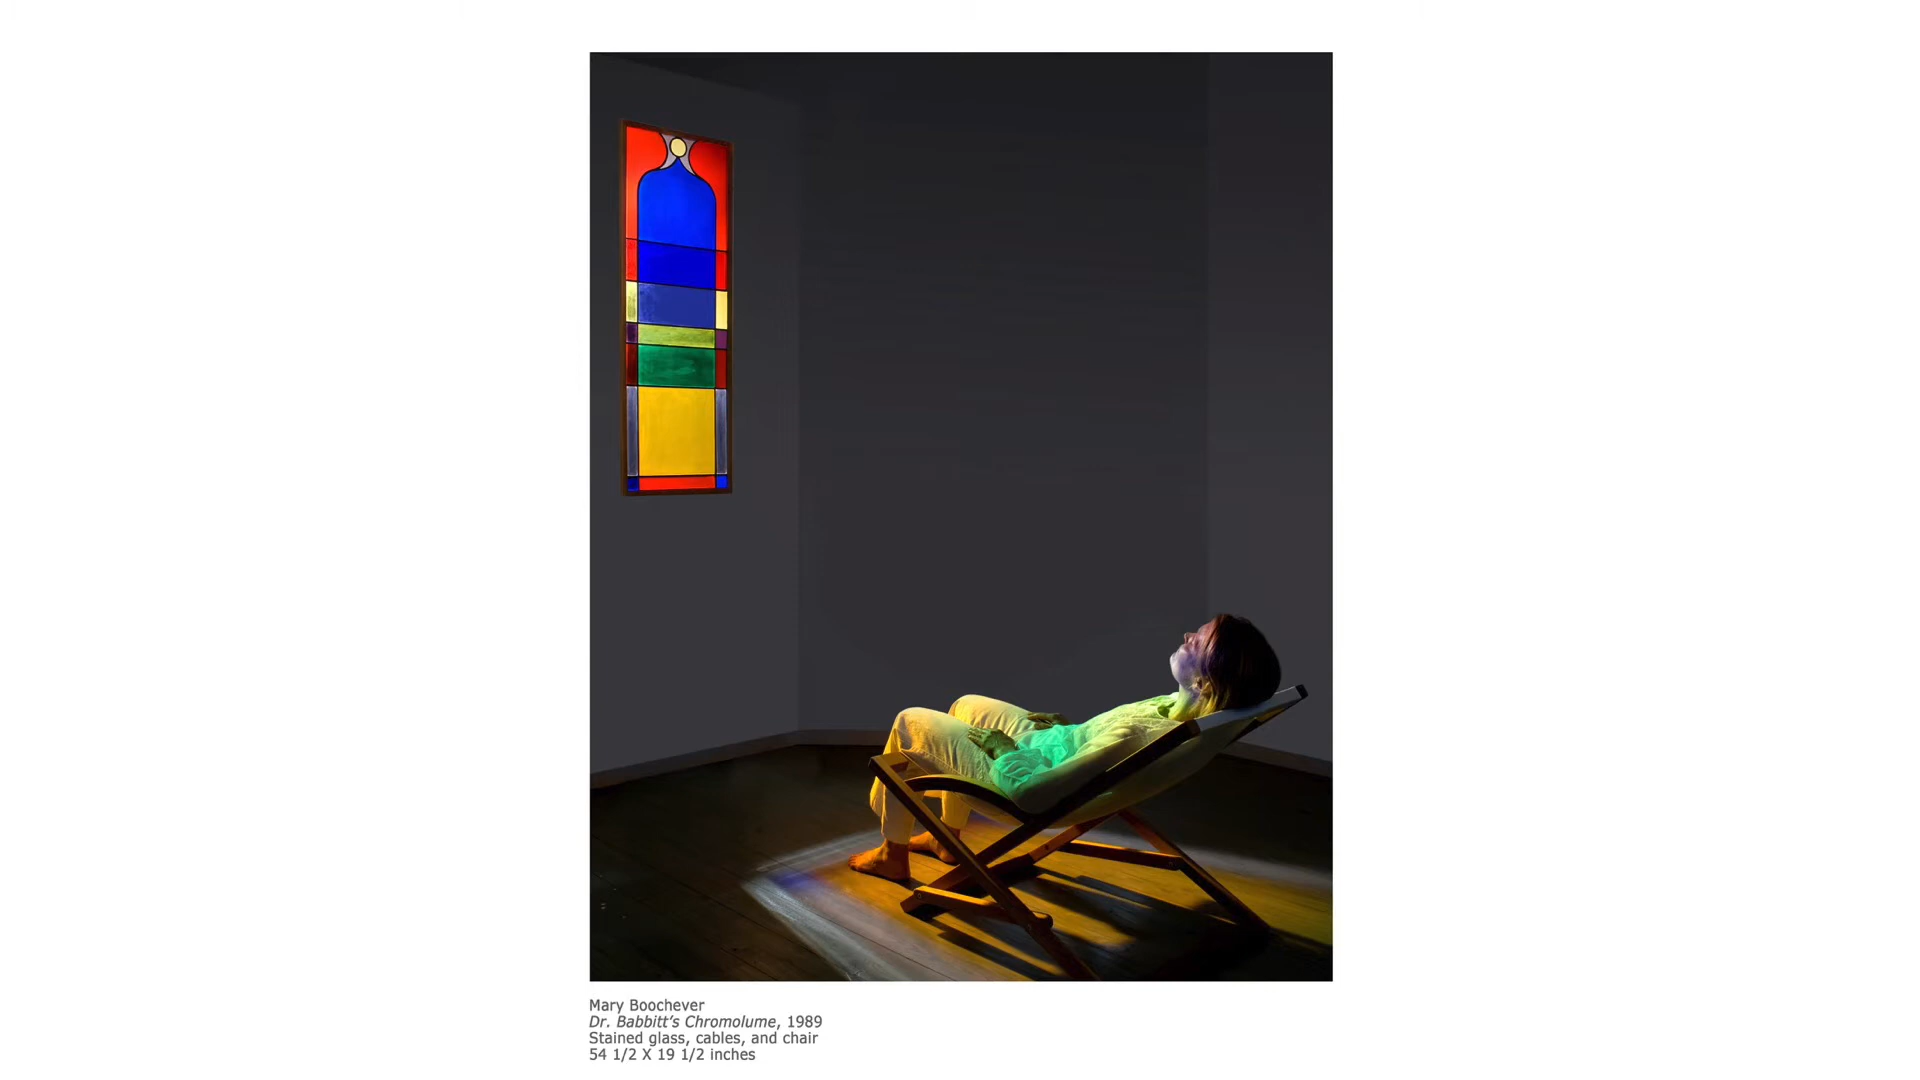 Mary Boochever
Dr. Babbitt’s Chromolume, 1989
Stained glass, cables, and chair
54 1/2 X 19 1/2 inches